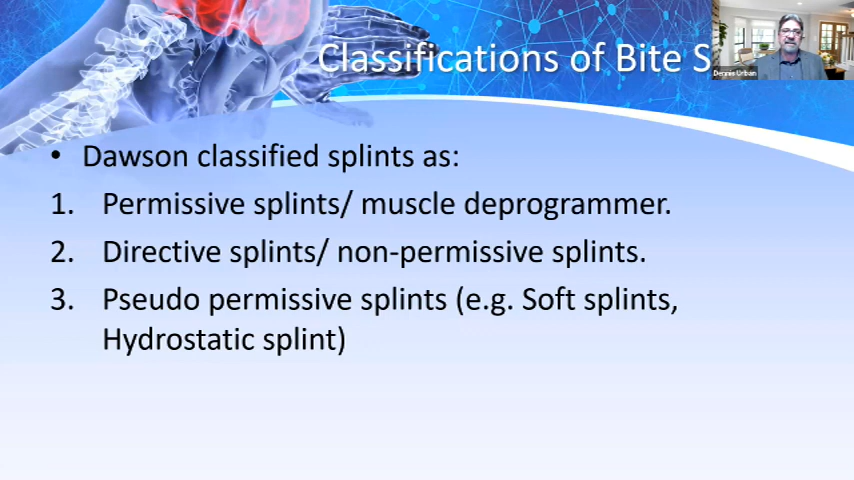 Classifications of Bite S
Dennis Urban
• Dawson classified splints as:
1. Permissive splints/ muscle deprogrammer.
2. Directive splints/ non-permissive splints.
3. Pseudo permissive splints (e.g. Soft splints,
Hydrostatic splint)